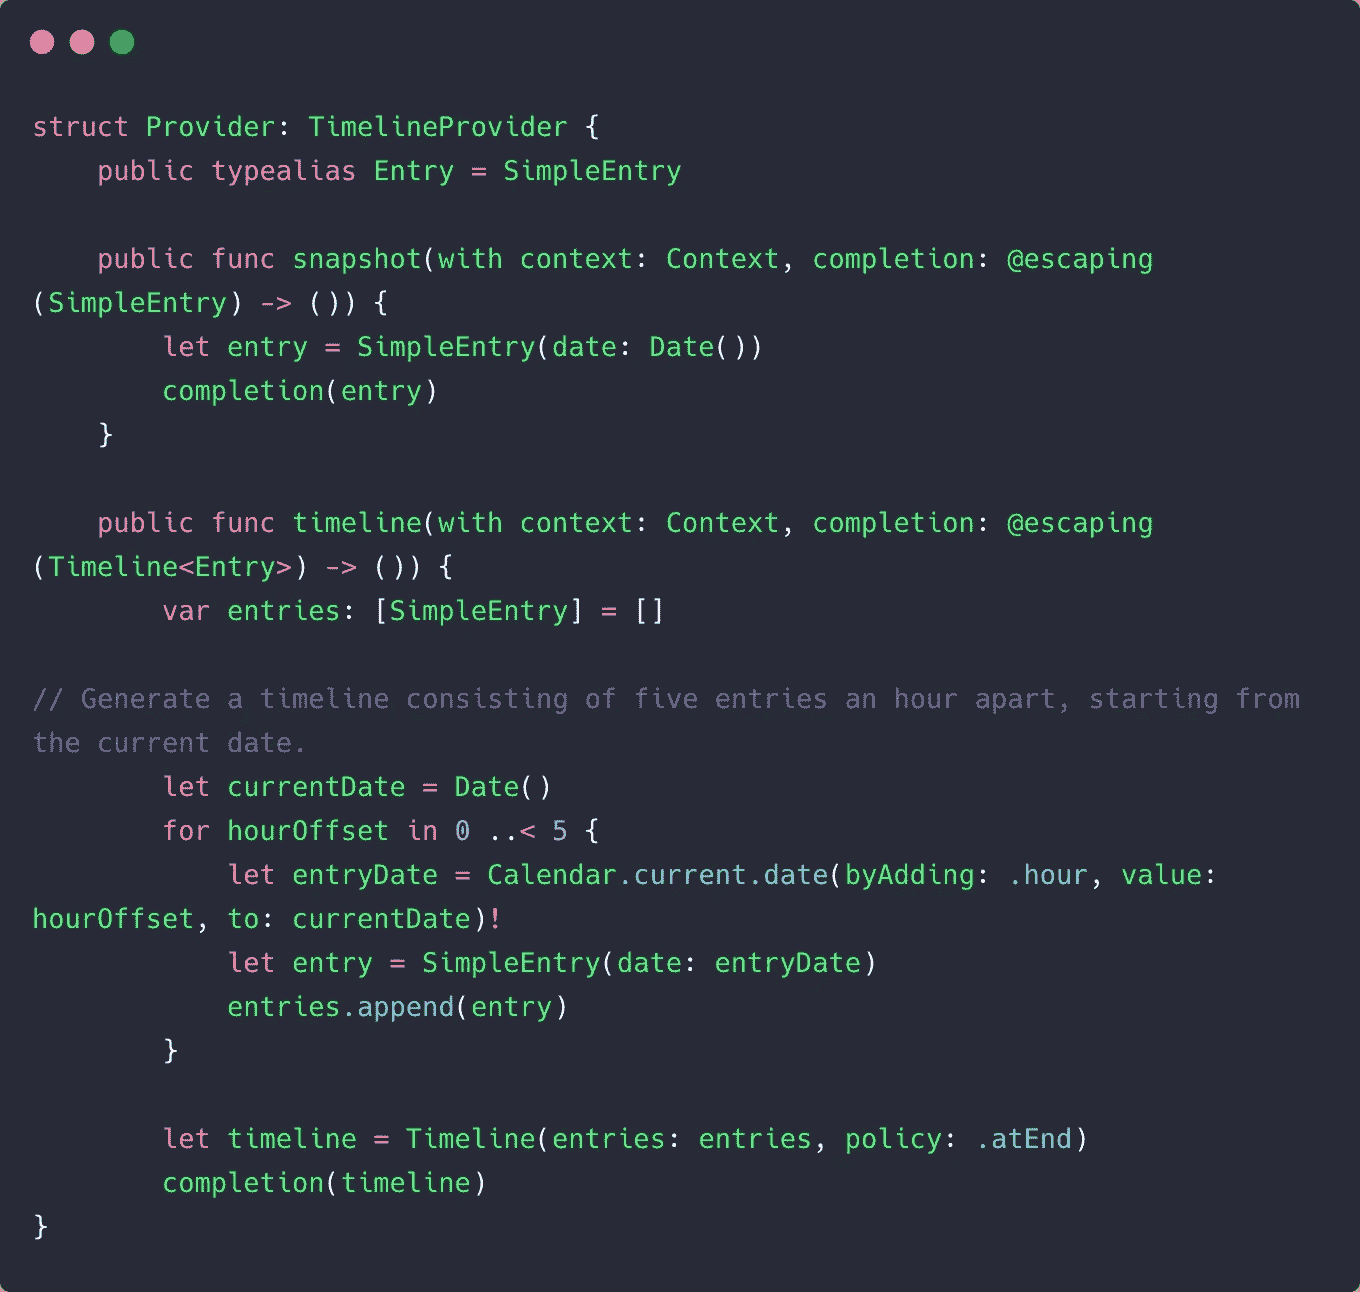 struct Provider: TimelineProvider {
    public typealias Entry = SimpleEntry

    public func snapshot(with context: Context, completion: @escaping
(SimpleEntry) -> ()) {
        let entry = SimpleEntry(date: Date())
        completion(entry)
    }

    public func timeline(with context: Context, completion: @escaping
(Timeline<Entry>) -> ()) {
        var entries: [SimpleEntry] = []

// Generate a timeline consisting of five entries an hour apart, starting from
the current date.
        let currentDate = Date()
        for hourOffset in 0 ..< 5 {
            let entryDate = Calendar.current.date(byAdding: .hour, value:
hourOffset, to: currentDate)!
            let entry = SimpleEntry(date: entryDate)
            entries.append(entry)
        }

        let timeline = Timeline(entries: entries, policy: .atEnd)
        completion(timeline)
}